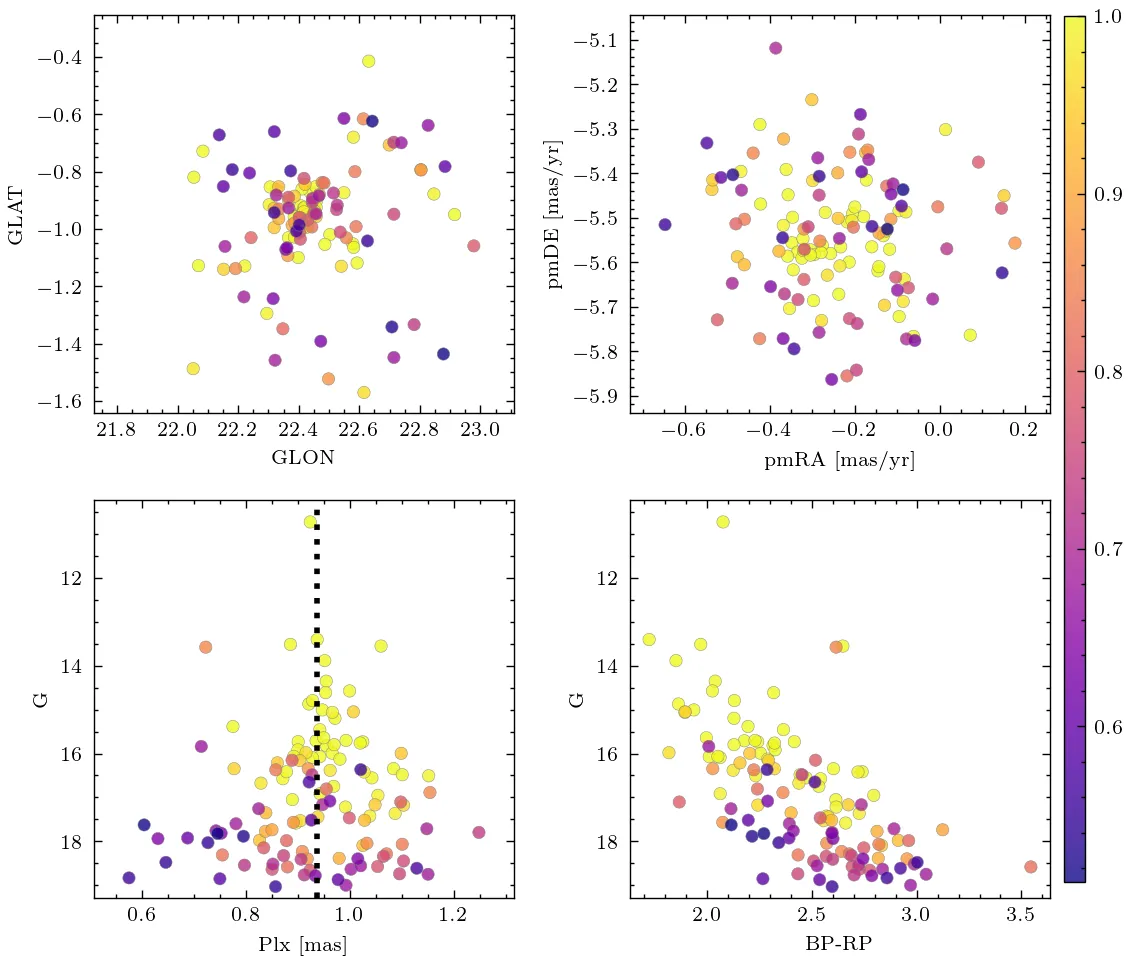 −0.4
−0.6
−0.8
−1.0
−1.2
−1.4
−1.6
GLAT
21.8 22.0 22.2 22.4 22.6 22.8 23.0
GLON
−5.1
−5.2
−5.3
−5.4
−5.5
−5.6
−5.7
−5.8
−5.9
pmDE [mas/yr]
−0.6 −0.4 −0.2 0.0 0.2
pmRA [mas/yr]
1.0
0.9
0.8
0.7
0.6
12
14
16
18
G
0.6 0.8 1.0 1.2
Plx [mas]
12
14
16
18
G
2.0 2.5 3.0 3.5
BP-RP